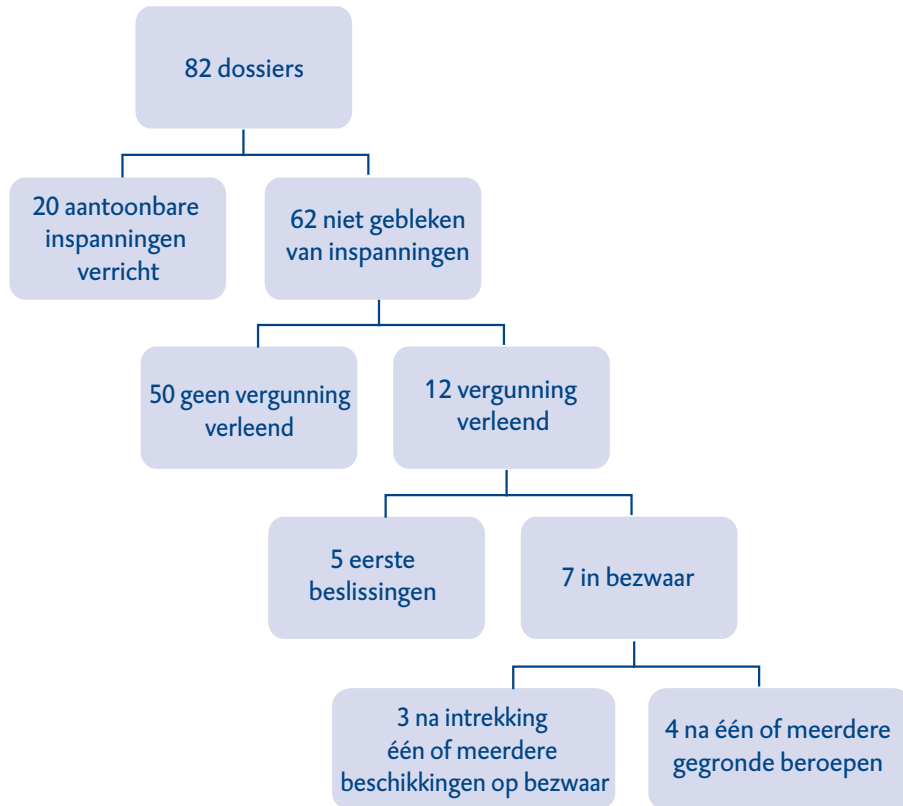 82 dossiers
20 aantoonbare
inspanningen
verricht
62 niet gebleken
van inspanningen
50 geen vergunning
verleend
12 vergunning
verleend
5 eerste
beslissingen
7 in bezwaar
3 na intrekking
één of meerdere
beschikkingen op bezwaar
4 na één of meerdere
gegronde beroepen